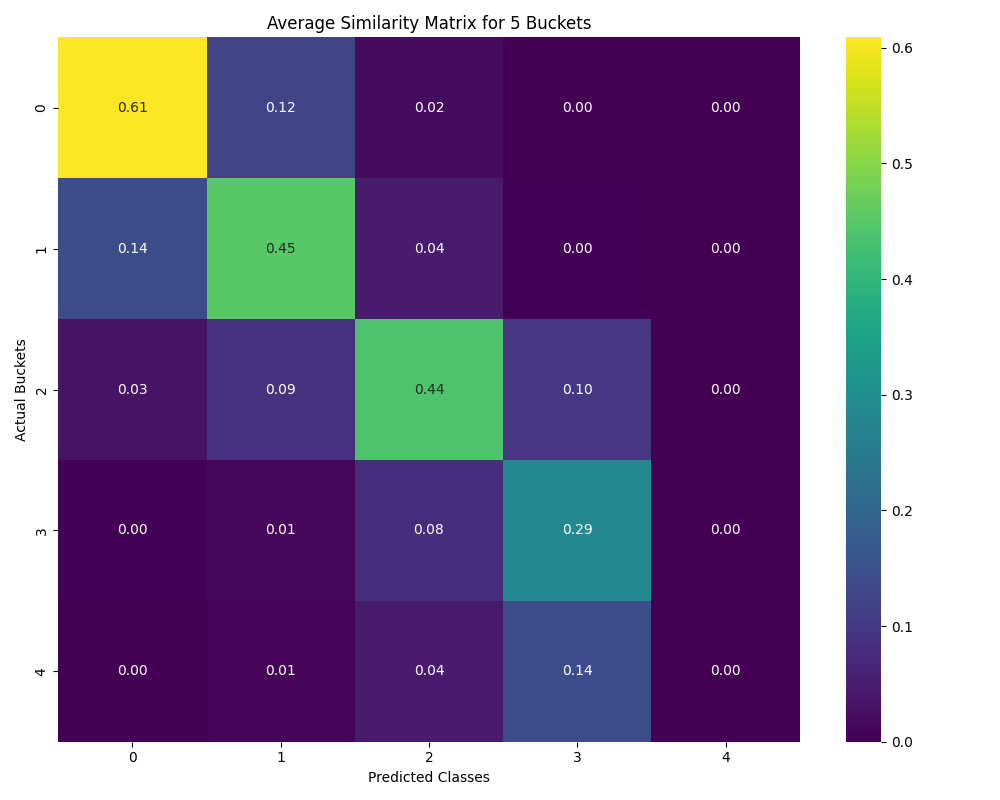 Average Similarity Matrix for 5 Buckets
0 0.61 0.12 0.02 0.00 0.00
1 0.14 0.45 0.04 0.00 0.00
2 0.03 0.09 0.44 0.10 0.00
3 0.00 0.01 0.08 0.29 0.00
4 0.00 0.01 0.04 0.14 0.00
0 1 2 3 4
Actual Buckets
Predicted Classes
0.6
0.5
0.4
0.3
0.2
0.1
0.0